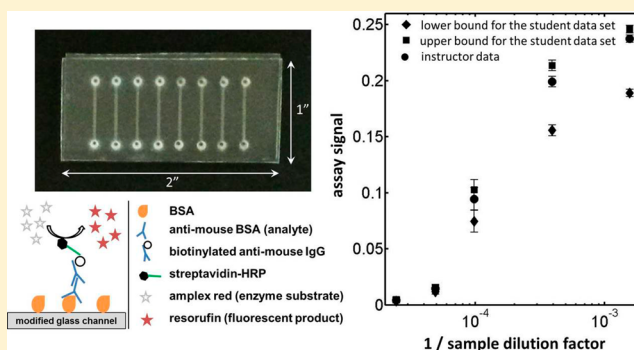 1”
2”
BSA
anti-mouse BSA (analyte)
biotinylated anti-mouse IgG
streptavidin-HRP
amplex red (enzyme substrate)
resorufin (fluorescent product)
modified glass channel
lower bound for the student data set
upper bound for the student data set
instructor data
assay signal
0.25
0.2
0.15
0.1
0.05
0
10⁻⁴
10⁻³
1 / sample dilution factor